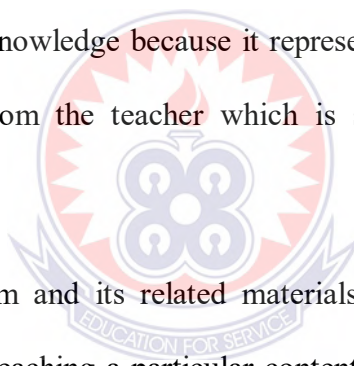 nowledge because it represe
om the teacher which is
m and its related materials
EDUCATION FOR SERVICE
eaching a particular content